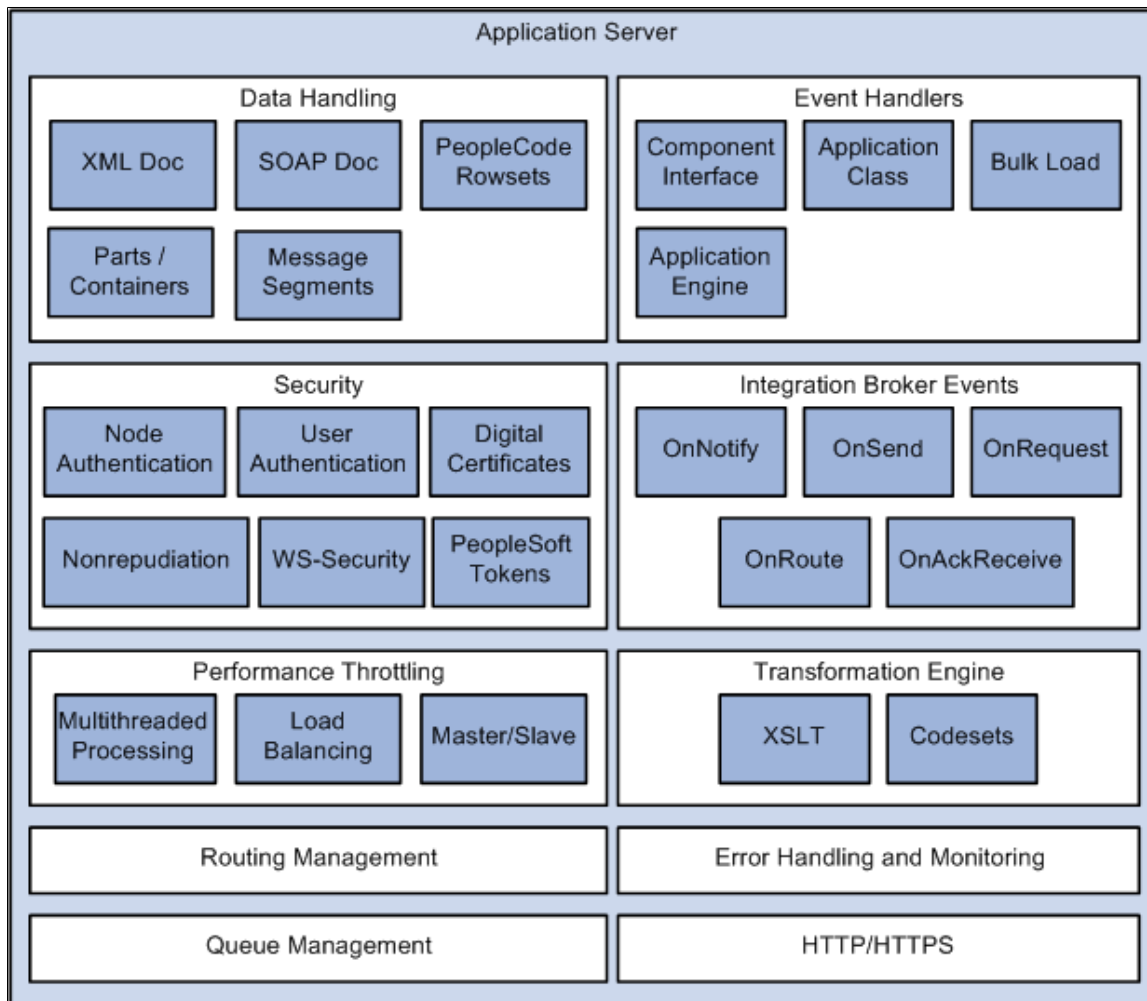 Application Server
Data Handling
XML Doc
SOAP Doc
PeopleCode
Rowsets
Parts /
Containers
Message
Segments
Event Handlers
Component
Interface
Application
Class
Bulk Load
Application
Engine
Security
Node
Authentication
User
Authentication
Digital
Certificates
Nonrepudiation
WS-Security
PeopleSoft
Tokens
Integration Broker Events
OnNotify
OnSend
OnRequest
OnRoute
OnAckReceive
Performance Throttling
Multithreaded
Processing
Load
Balancing
Master/Slave
Transformation Engine
XSLT
Codesets
Routing Management
Error Handling and Monitoring
Queue Management
HTTP/HTTPS